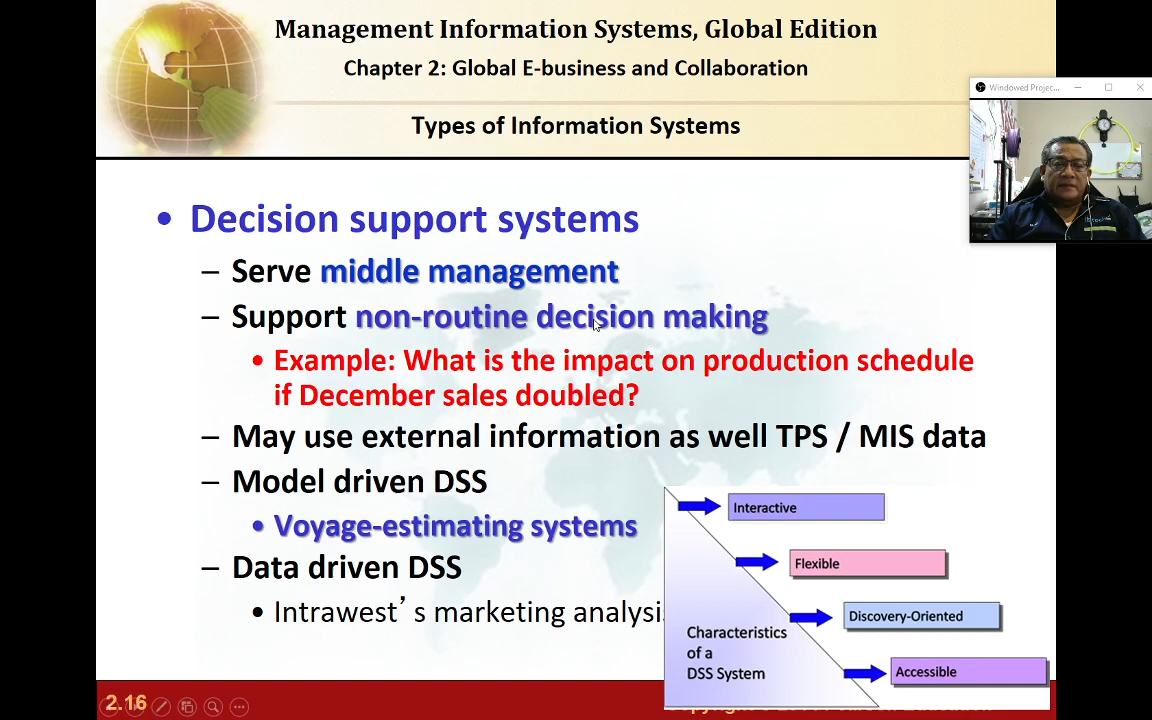 Management Information Systems, Global Edition
Chapter 2: Global E-business and Collaboration
Types of Information Systems
Windowed Projec...
• Decision support systems
– Serve middle management
– Support non-routine decision making
• Example: What is the impact on production schedule
if December sales doubled?
– May use external information as well TPS / MIS data
– Model driven DSS
• Voyage-estimating systems
– Data driven DSS
• Intrawest’s marketing
Interactive
Flexible
Discovery-Oriented
Accessible
Characteristics
of a
DSS System
2.16